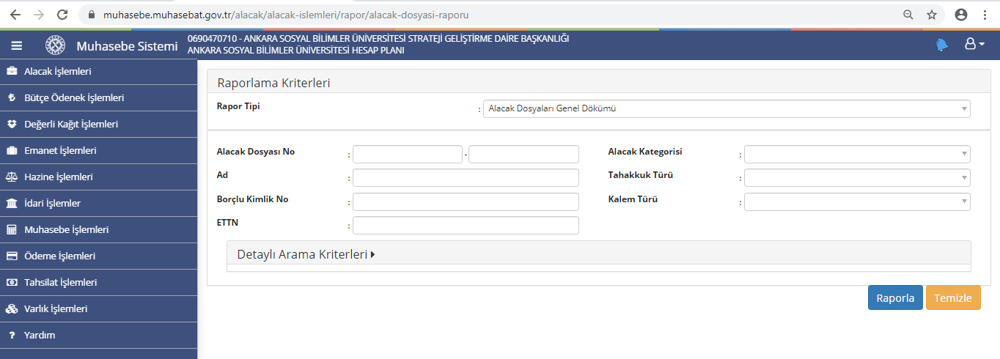 muhasebe.muhasebat.gov.tr/alacak/alacak-islemleri/rapor/alacak-dosyasi-raporu
Muhasebe Sistemi
0690470710 - ANKARA SOSYAL BİLİMLER ÜNİVERSİTESİ STRATEJİ GELİŞTİRME DAİRE BAŞKANLIĞI
ANKARA SOSYAL BİLİMLER ÜNİVERSİTESİ HESAP PLANI
Alacak İşlemleri
Bütçe Ödenek İşlemleri
Değerli Kağıt İşlemleri
Emanet İşlemleri
Hazine İşlemleri
İdari İşlemler
Muhasebe İşlemleri
Ödeme İşlemleri
Tahsilat İşlemleri
Varlık İşlemleri
? Yardım
Raporlama Kriterleri
Rapor Tipi : Alacak Dosyaları Genel Dökümü
Alacak Dosyası No : - Alacak Kategorisi :
Ad : Tahakkuk Türü :
Borçlu Kimlik No : Kalem Türü :
ETTN :
Detaylı Arama Kriterleri
Raporla Temizle